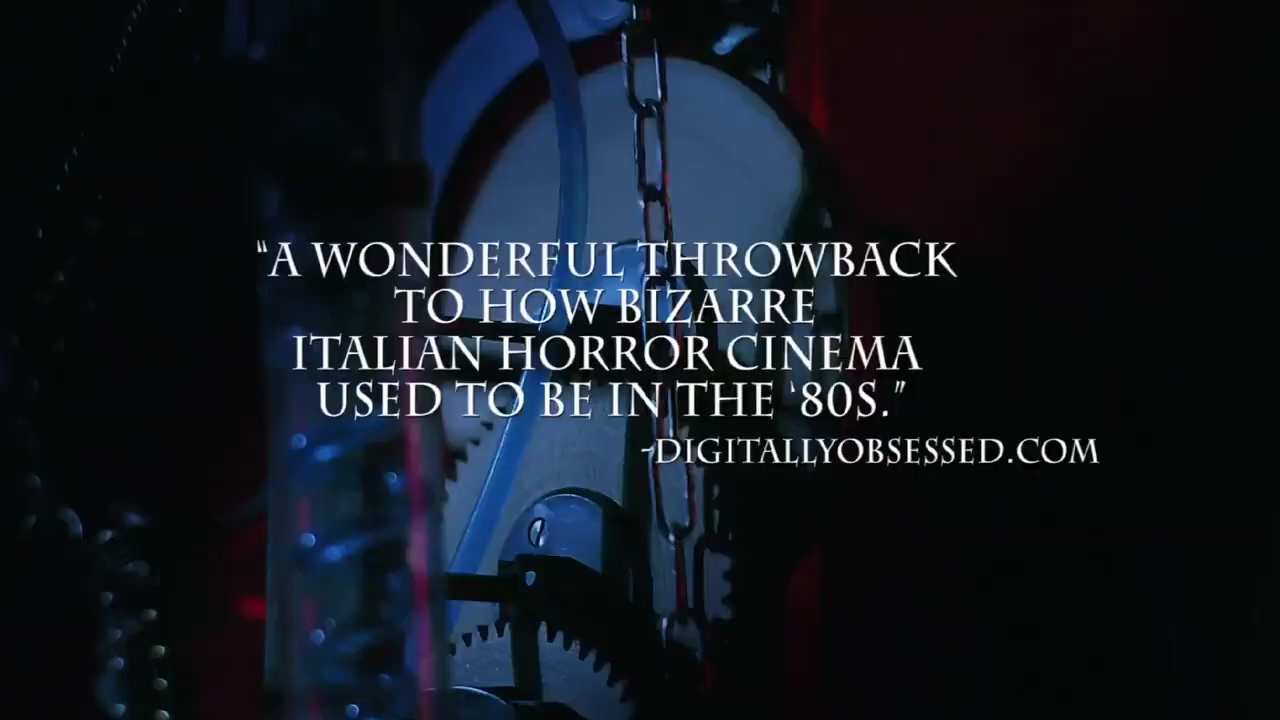 “A WONDERFUL THROWBACK
TO HOW BIZARRE
ITALIAN HORROR CINEMA
USED TO BE IN THE ‘80S.”
-DIGITALLYOBSESSED.COM